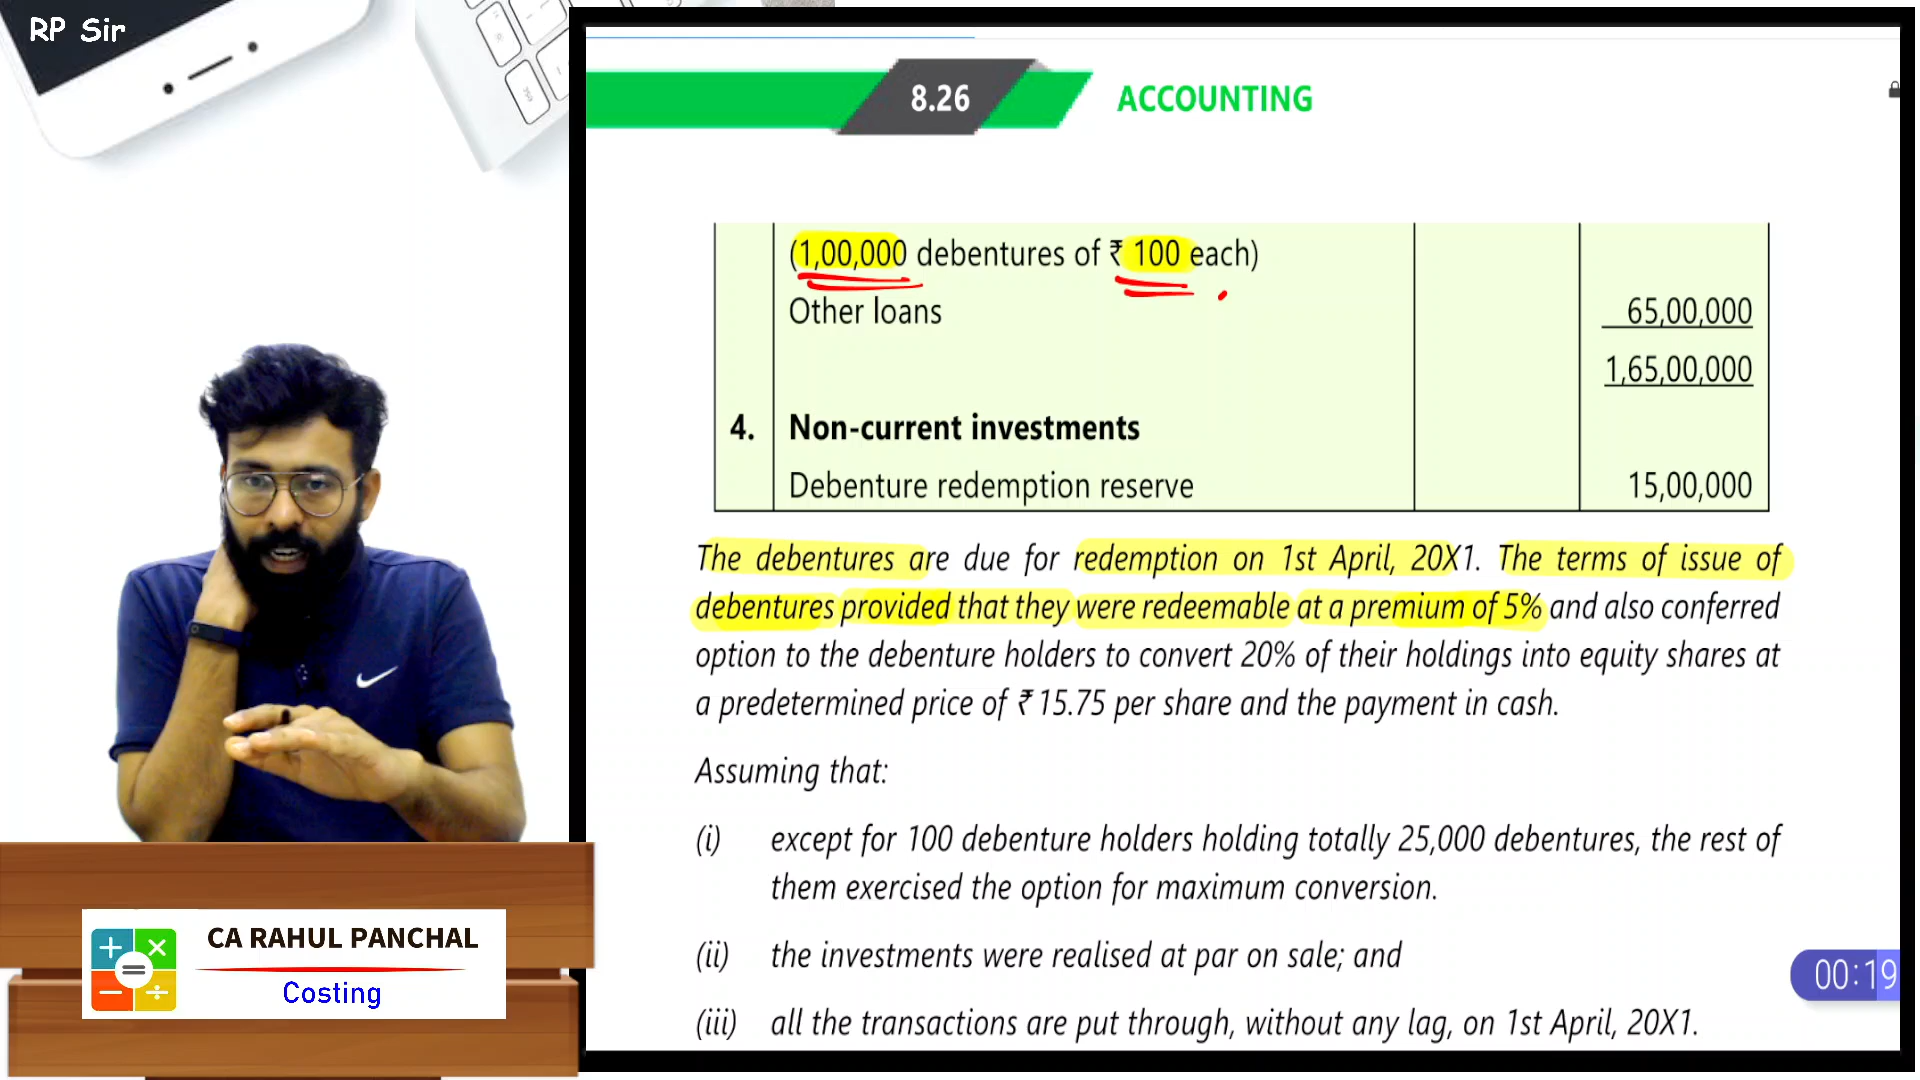 RP Sir
8.26 ACCOUNTING
(1,00,000 debentures of ₹ 100 each)
Other loans 65,00,000
1,65,00,000
4. Non-current investments
Debenture redemption reserve 15,00,000
The debentures are due for redemption on 1st April, 20X1. The terms of issue of
debentures provided that they were redeemable at a premium of 5% and also conferred
option to the debenture holders to convert 20% of their holdings into equity shares at
a predetermined price of ₹ 15.75 per share and the payment in cash.
Assuming that:
(i) except for 100 debenture holders holding totally 25,000 debentures, the rest of
them exercised the option for maximum conversion.
(ii) the investments were realised at par on sale; and
(iii) all the transactions are put through, without any lag, on 1st April, 20X1.
00:19
CA RAHUL PANCHAL
Costing